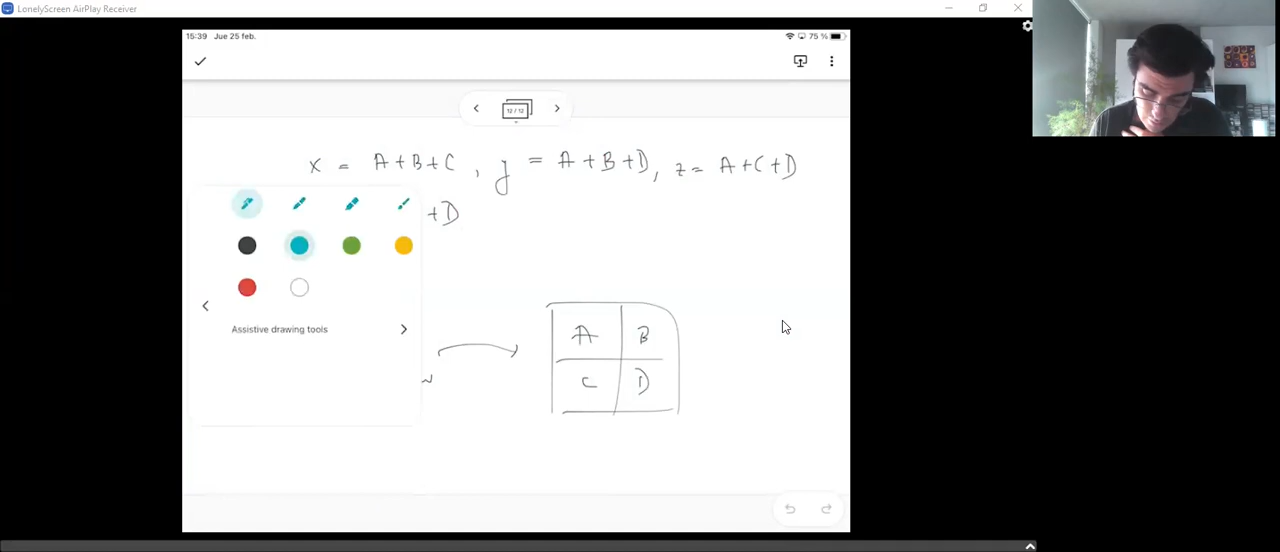 LonelyScreen AirPlay Receiver
15:39 Jue 25 feb.
75 %
12 / 12
x = A+B+C, y = A+B+D, z = A+C+D
+D
Assistive drawing tools
A B
C D
w